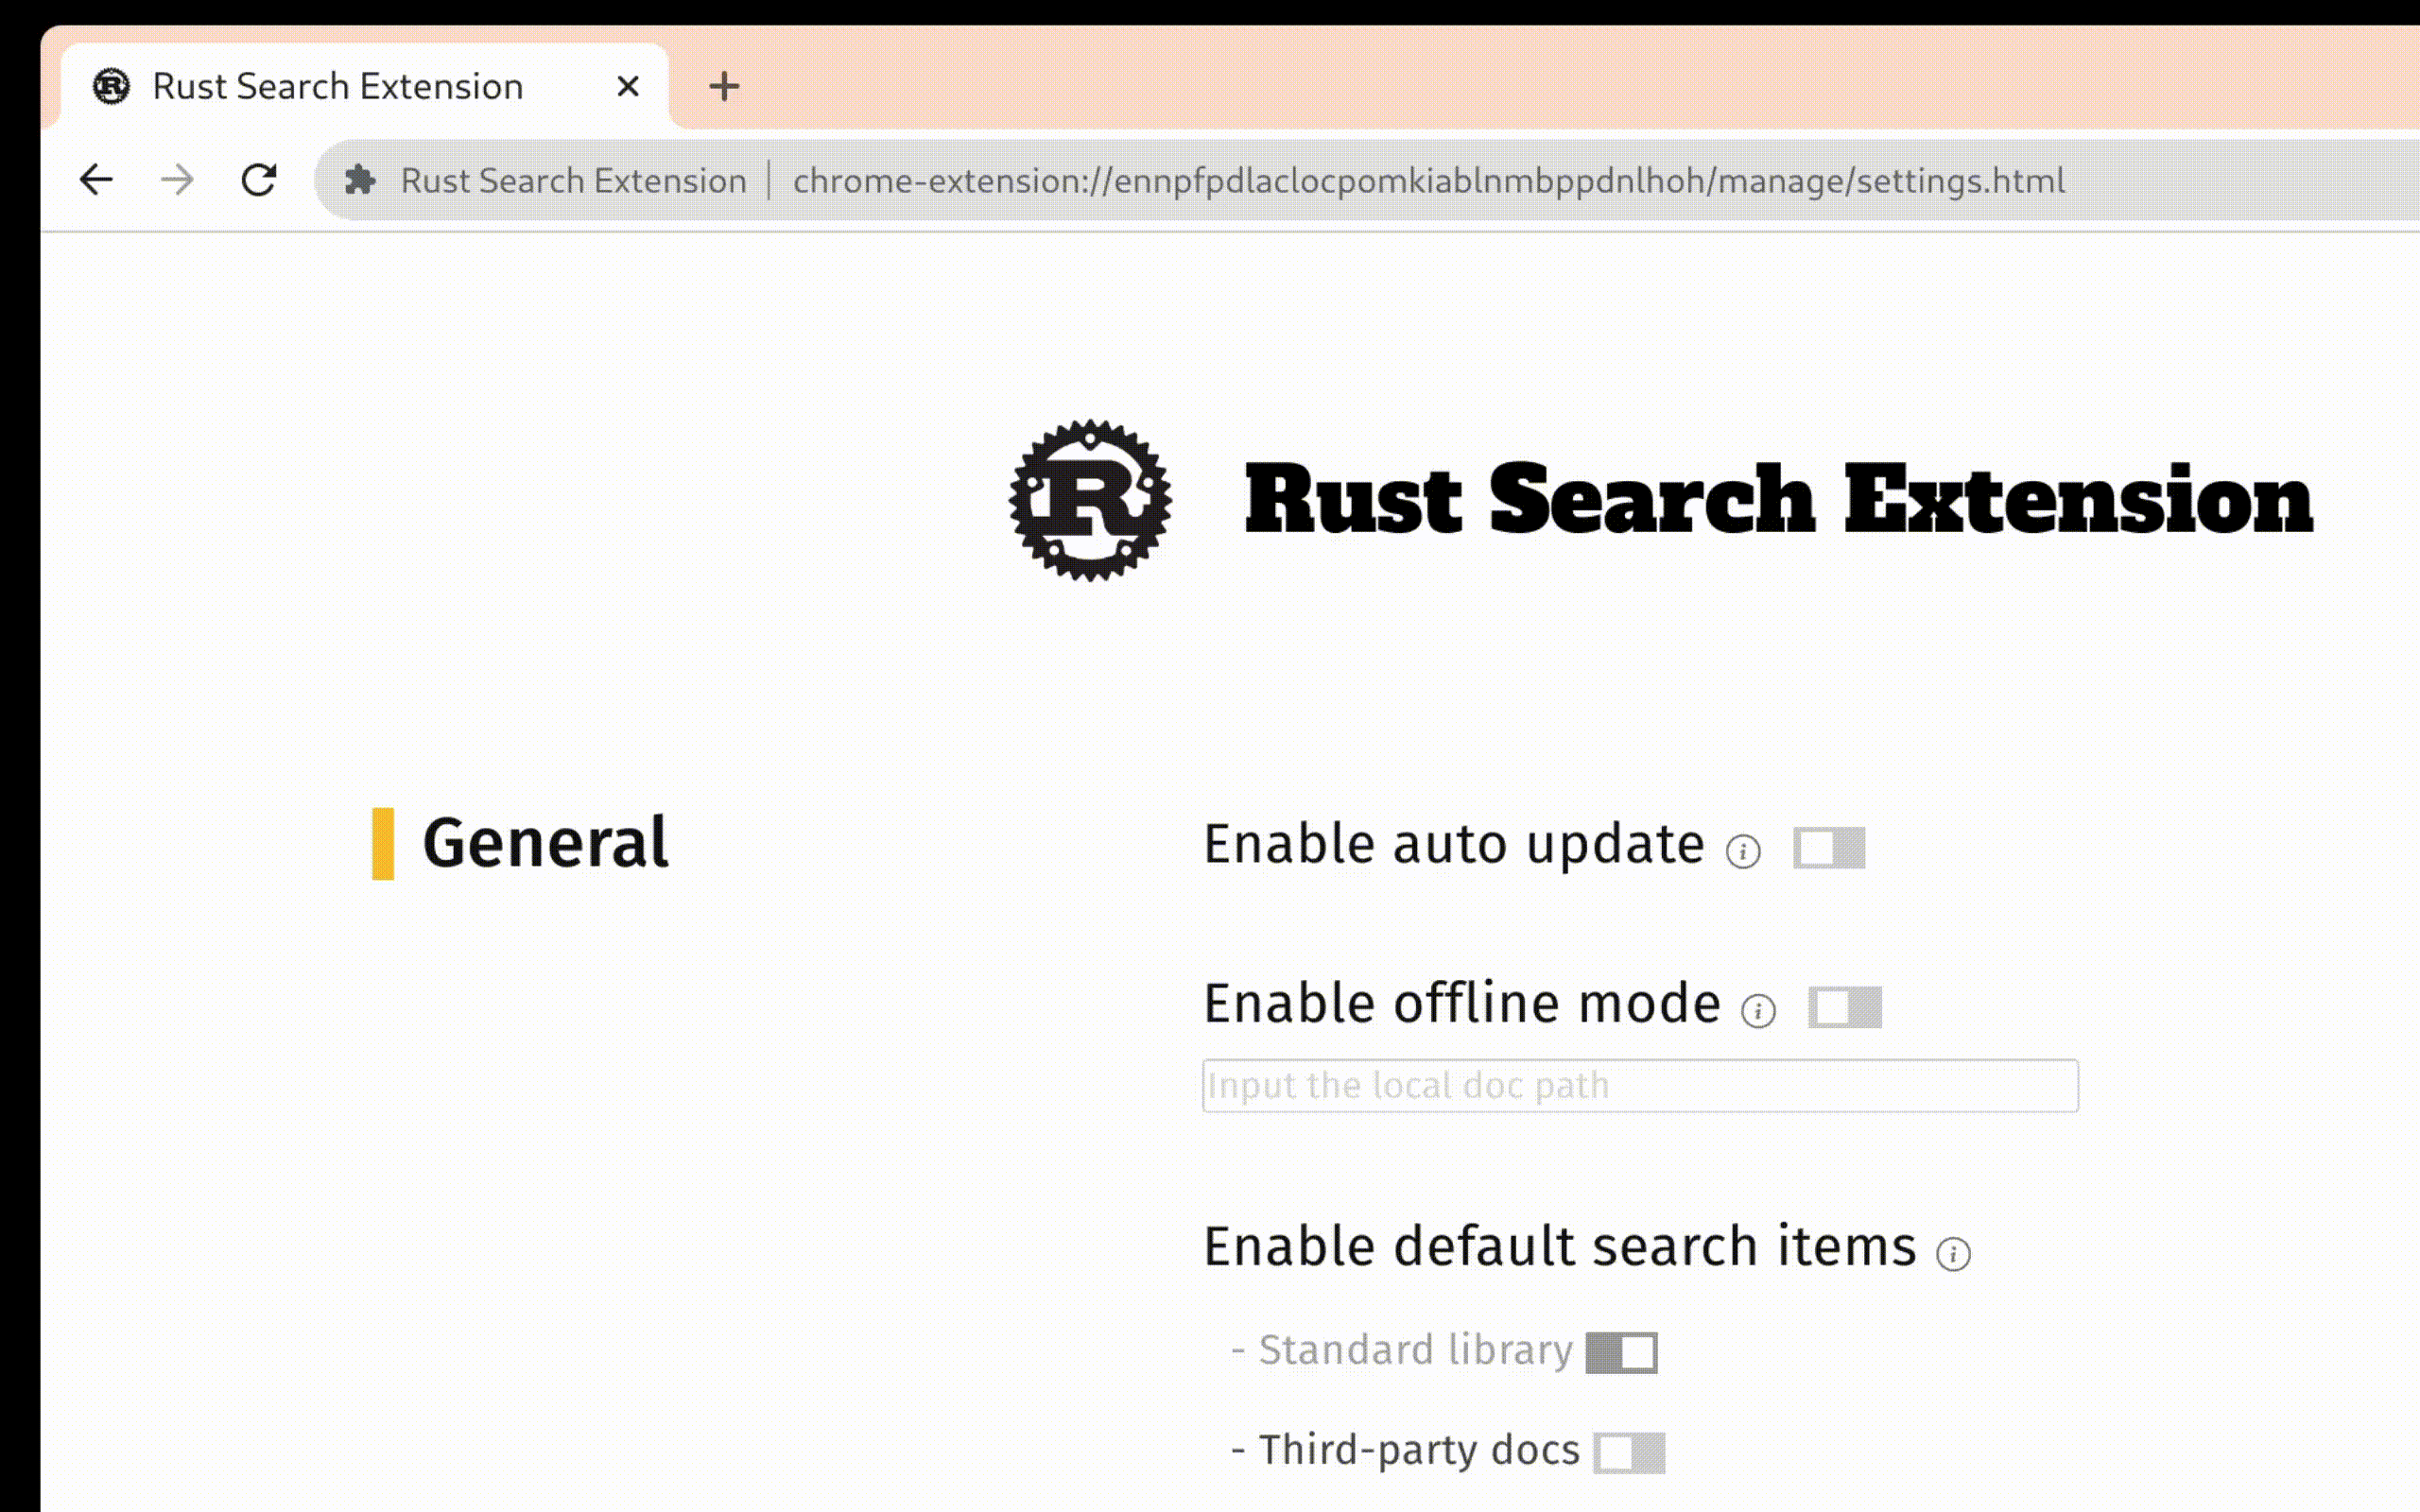 Rust Search Extension
Rust Search Extension | chrome-extension://ennpfpdlaclocpomkiablnmbppdnlhoh/manage/settings.html
R Rust Search Extension
General
Enable auto update
Enable offline mode
Input the local doc path
Enable default search items
- Standard library
- Third-party docs